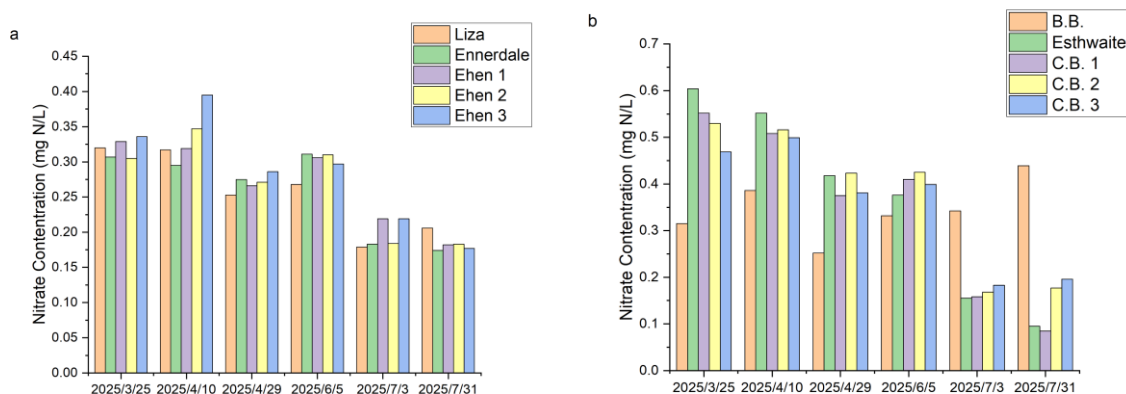 a
Liza
Ennerdale
Ehen 1
Ehen 2
Ehen 3
Nitrate Contentration (mg N/L)
0.45
0.40
0.35
0.30
0.25
0.20
0.15
0.10
0.05
0.00
2025/3/25 2025/4/10 2025/4/29 2025/6/5 2025/7/3 2025/7/31
b
B.B.
Esthwaite
C.B. 1
C.B. 2
C.B. 3
Nitrate Contentration (mg N/L)
0.7
0.6
0.5
0.4
0.3
0.2
0.1
0.0
2025/3/25 2025/4/10 2025/4/29 2025/6/5 2025/7/3 2025/7/31